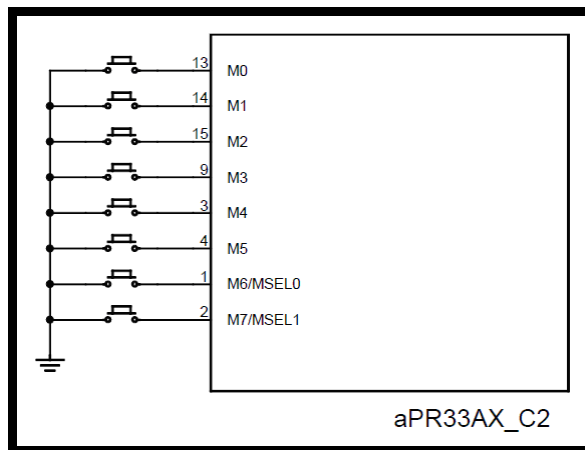 13 M0
14 M1
15 M2
9 M3
3 M4
4 M5
1 M6/MSEL0
2 M7/MSEL1
aPR33AX_C2